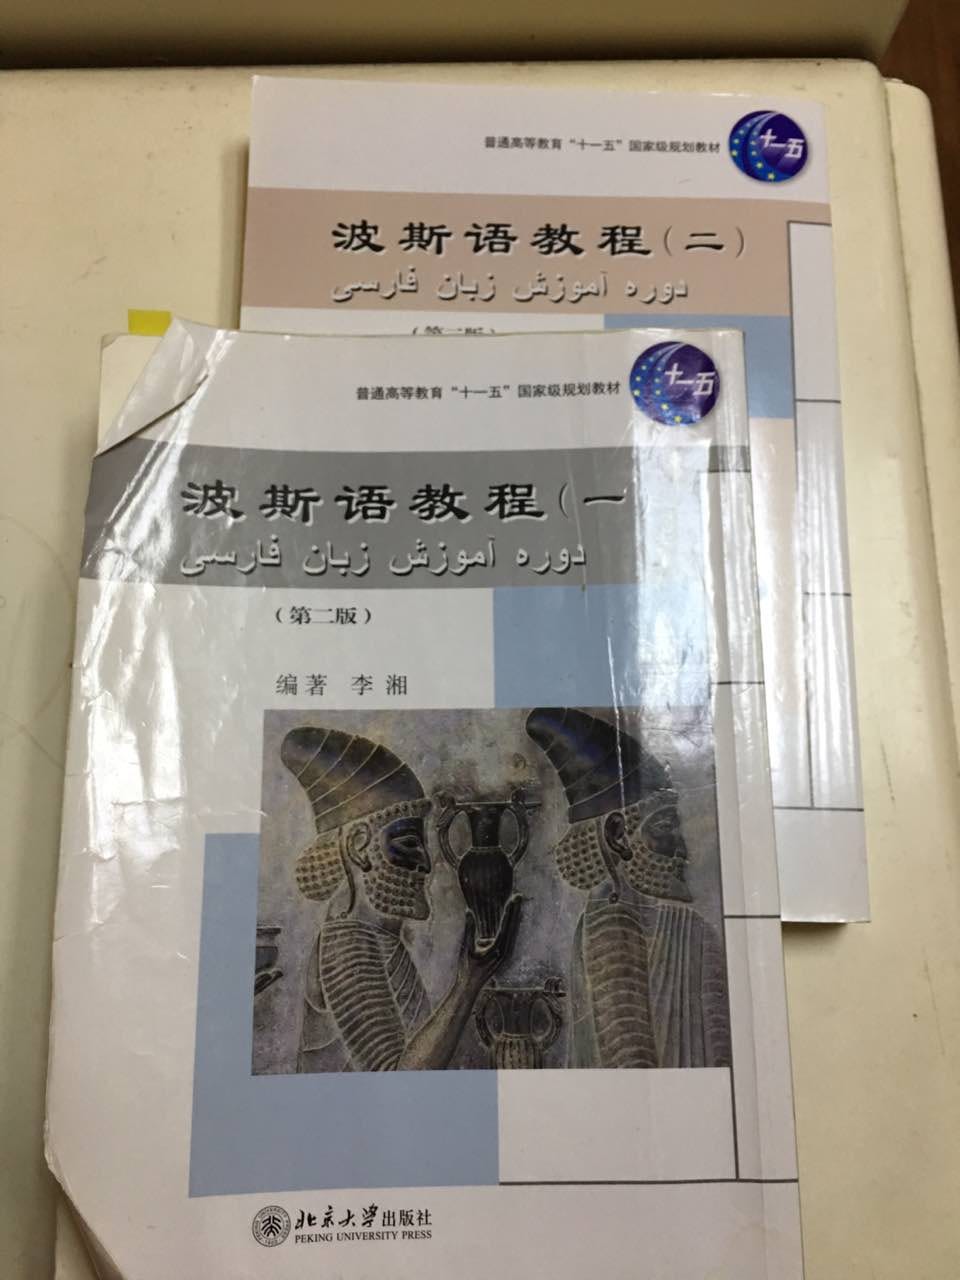 普通高等教育“十一五”国家级规划教材
十一五
波斯语教程(二)
دوره آموزش زبان فارسی
(第二版)
普通高等教育“十一五”国家级规划教材
十一五
波斯语教程(一
دوره آموزش زبان فارسی
(第二版)
编著 李湘
北京大学出版社
PEKING UNIVERSITY PRESS